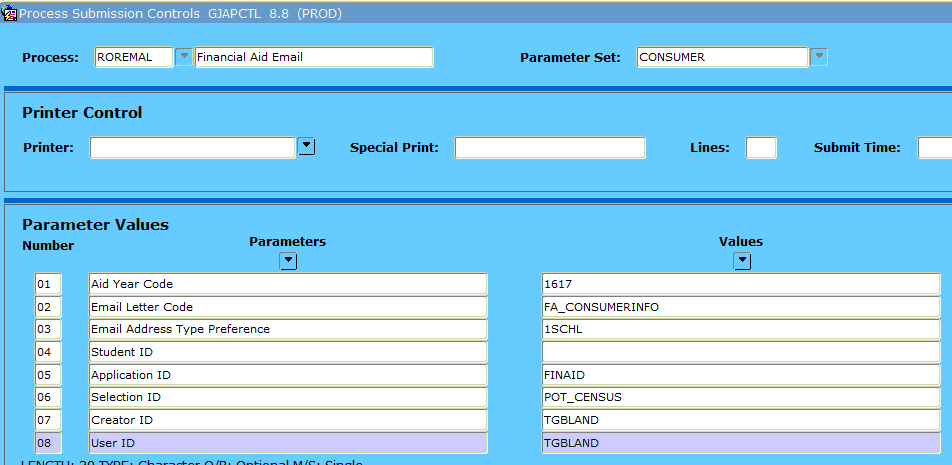 Process Submission Controls GJAPCTL 8.8 (PROD)
Process: ROREMAL Financial Aid Email Parameter Set: CONSUMER
Printer Control
Printer: Special Print: Lines: Submit Time:
Parameter Values
Number Parameters Values
01 Aid Year Code 1617
02 Email Letter Code FA_CONSUMERINFO
03 Email Address Type Preference 1SCHL
04 Student ID
05 Application ID FINAID
06 Selection ID POT_CENSUS
07 Creator ID TGBLAND
08 User ID TGBLAND
LENGTH: 30 TYPE: Character O/R: Optional M/S: Single